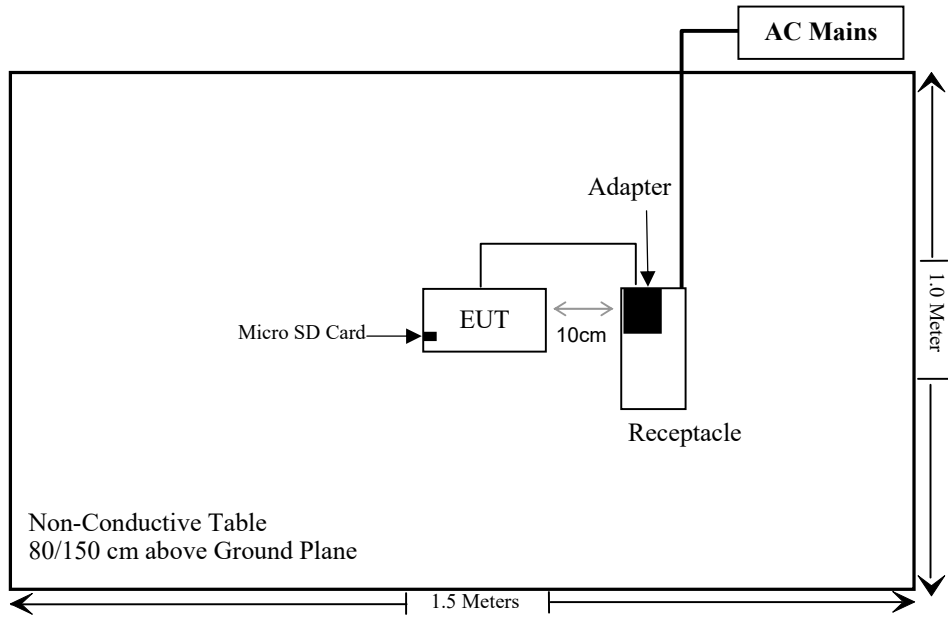 AC Mains
Adapter
EUT
Micro SD Card
10cm
1.0 Meter
Receptacle
Non-Conductive Table
80/150 cm above Ground Plane
1.5 Meters